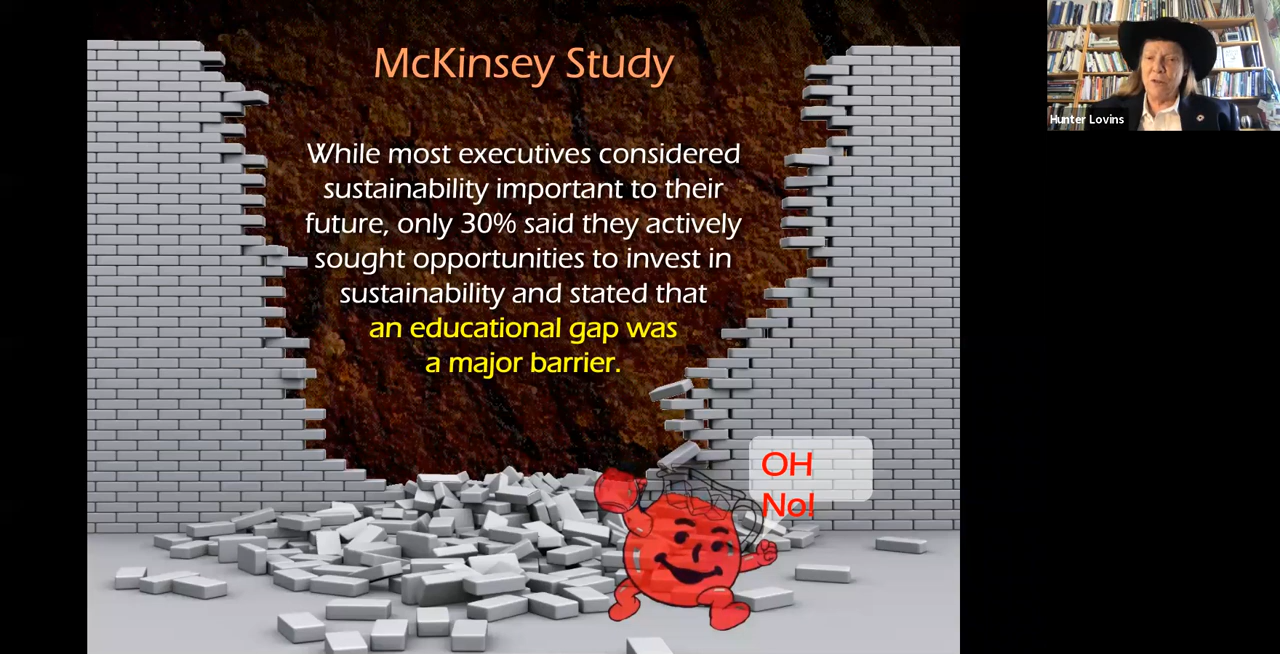 McKinsey Study
While most executives considered
sustainability important to their
future, only 30% said they actively
sought opportunities to invest in
sustainability and stated that
an educational gap was
a major barrier.
OH
No!
Hunter Lovins